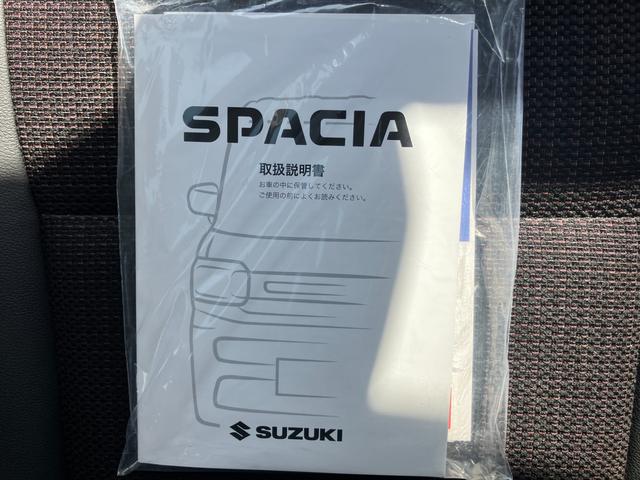 SPACIA
取扱説明書
お車の中に保管してください。
ご使用の前によくお読みください。
SUZUKI